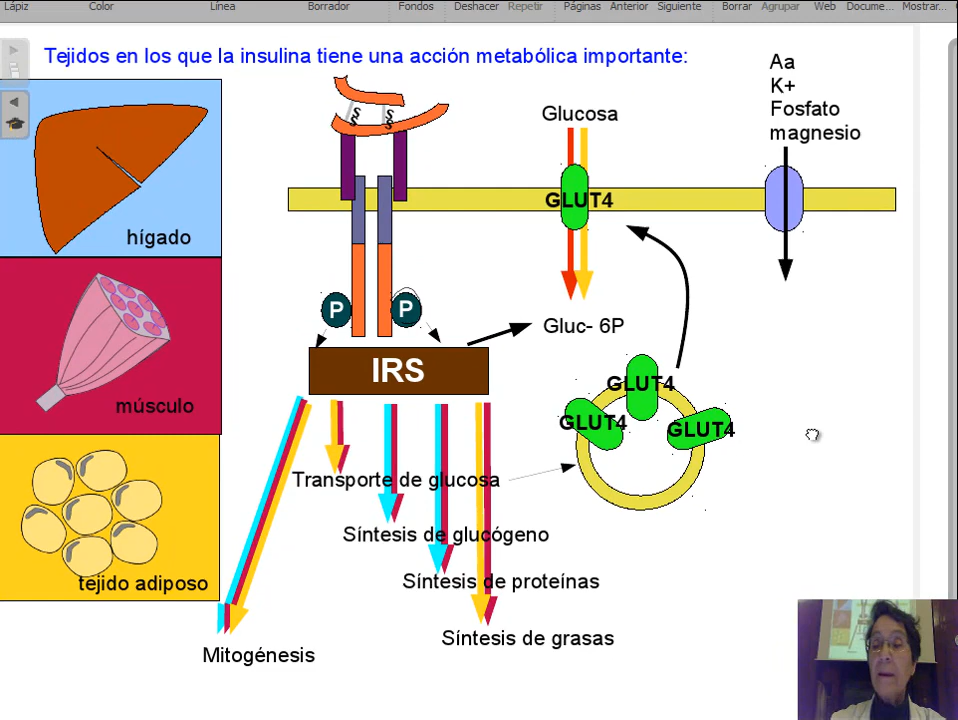 Lápiz Color Línea Borrador Fondos Deshacer Repetir Páginas Anterior Siguiente Borrar Agrupar Web Docume... Mostrar...
Tejidos en los que la insulina tiene una acción metabólica importante:
Aa
K+
Fosfato
magnesio
Glucosa
S S
S S
GLUT4
hígado
P P
Gluc- 6P
IRS
GLUT4
GLUT4
GLUT4
músculo
Transporte de glucosa
Síntesis de glucógeno
Síntesis de proteínas
tejido adiposo
Síntesis de grasas
Mitogénesis